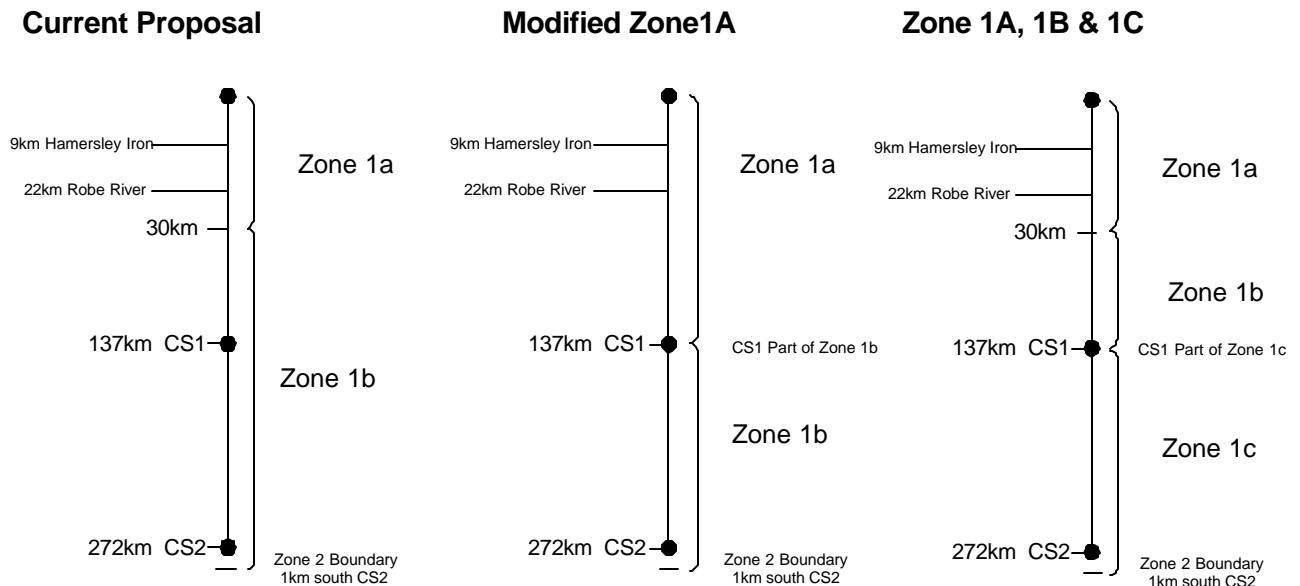 Current Proposal
9km Hamersley Iron
Zone 1a
22km Robe River
30km
137km CS1
Zone 1b
272km CS2
Zone 2 Boundary
1km south CS2
Modified Zone1A
9km Hamersley Iron
Zone 1a
22km Robe River
137km CS1
CS1 Part of Zone 1b
Zone 1b
272km CS2
Zone 2 Boundary
1km south CS2
Zone 1A, 1B & 1C
9km Hamersley Iron
Zone 1a
22km Robe River
30km
Zone 1b
137km CS1
CS1 Part of Zone 1c
Zone 1c
272km CS2
Zone 2 Boundary
1km south CS2